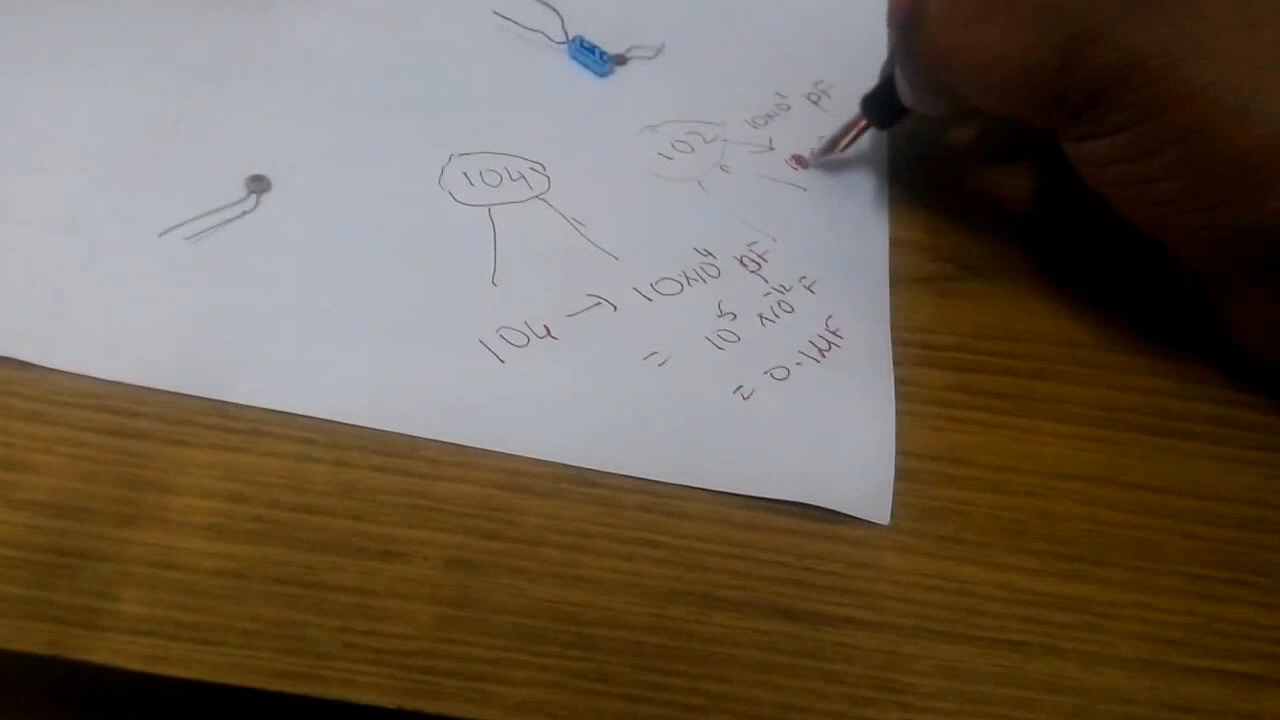 102
10x10² pF
104
104 → 10x10⁴ pF
= 10⁵ x10⁻¹² F
= 0.1µF